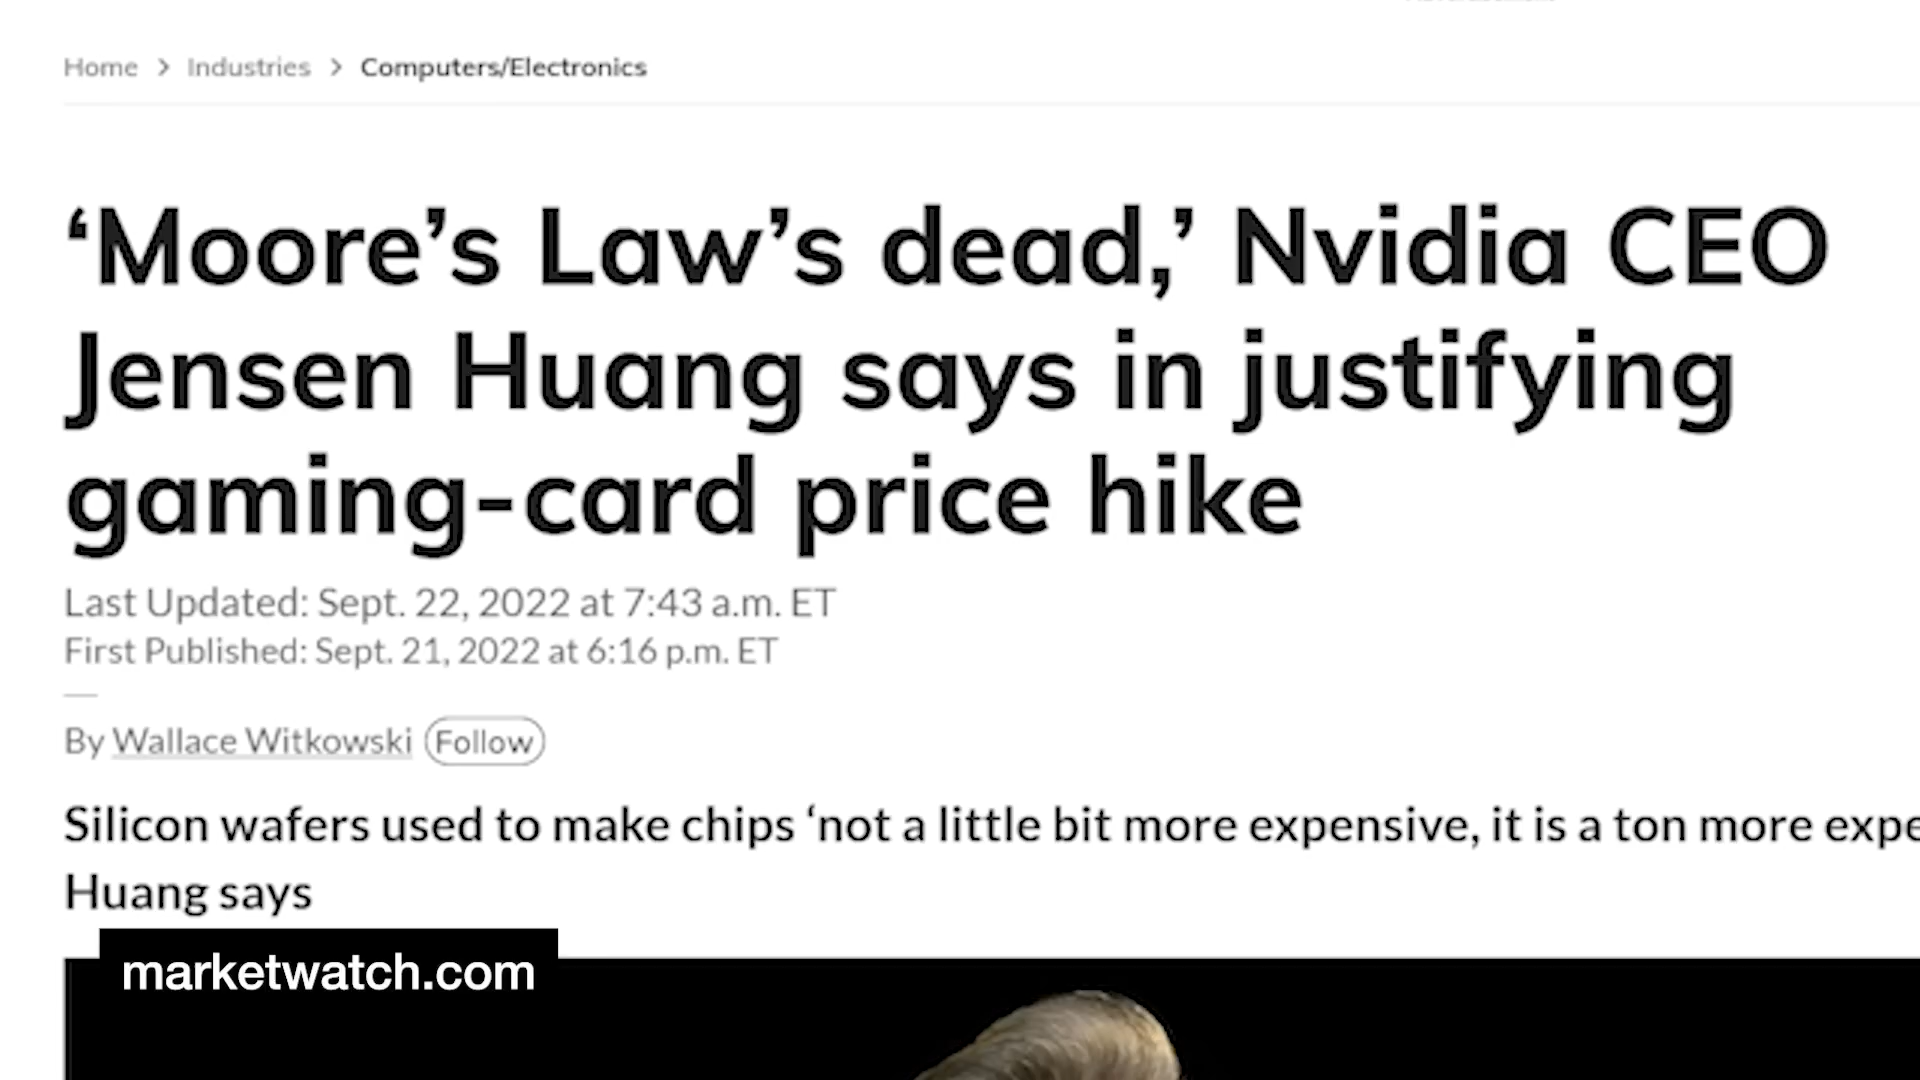 Home > Industries > Computers/Electronics
‘Moore’s Law’s dead,’ Nvidia CEO
Jensen Huang says in justifying
gaming-card price hike
Last Updated: Sept. 22, 2022 at 7:43 a.m. ET
First Published: Sept. 21, 2022 at 6:16 p.m. ET
By Wallace Witkowski Follow
Silicon wafers used to make chips ‘not a little bit more expensive, it is a ton more expe
Huang says
marketwatch.com